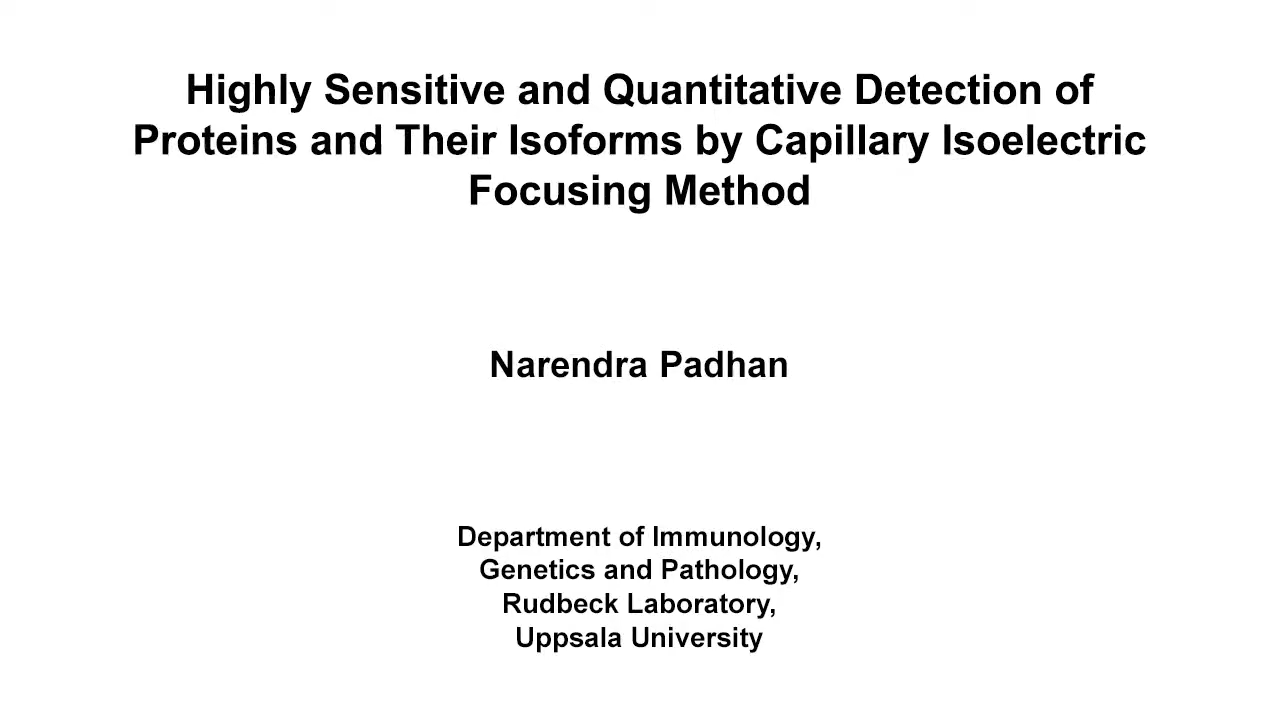 Highly Sensitive and Quantitative Detection of
Proteins and Their Isoforms by Capillary Isoelectric
Focusing Method
Narendra Padhan
Department of Immunology,
Genetics and Pathology,
Rudbeck Laboratory,
Uppsala University